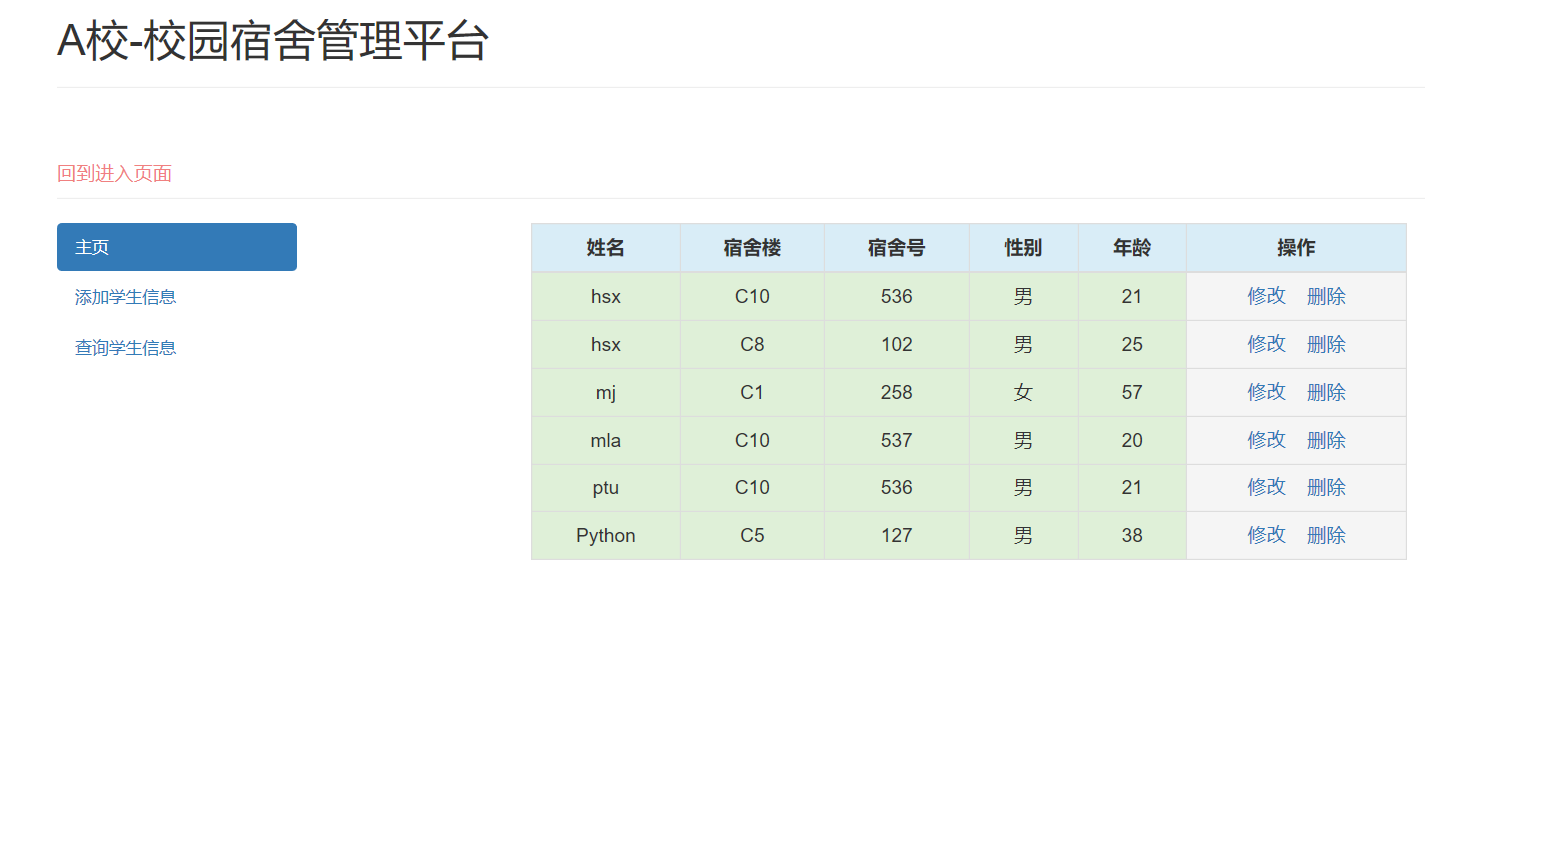 A校-校园宿舍管理平台
回到进入页面
主页
添加学生信息
查询学生信息
姓名 宿舍楼 宿舍号 性别 年龄 操作
hsx C10 536 男 21 修改 删除
hsx C8 102 男 25 修改 删除
mj C1 258 女 57 修改 删除
mla C10 537 男 20 修改 删除
ptu C10 536 男 21 修改 删除
Python C5 127 男 38 修改 删除